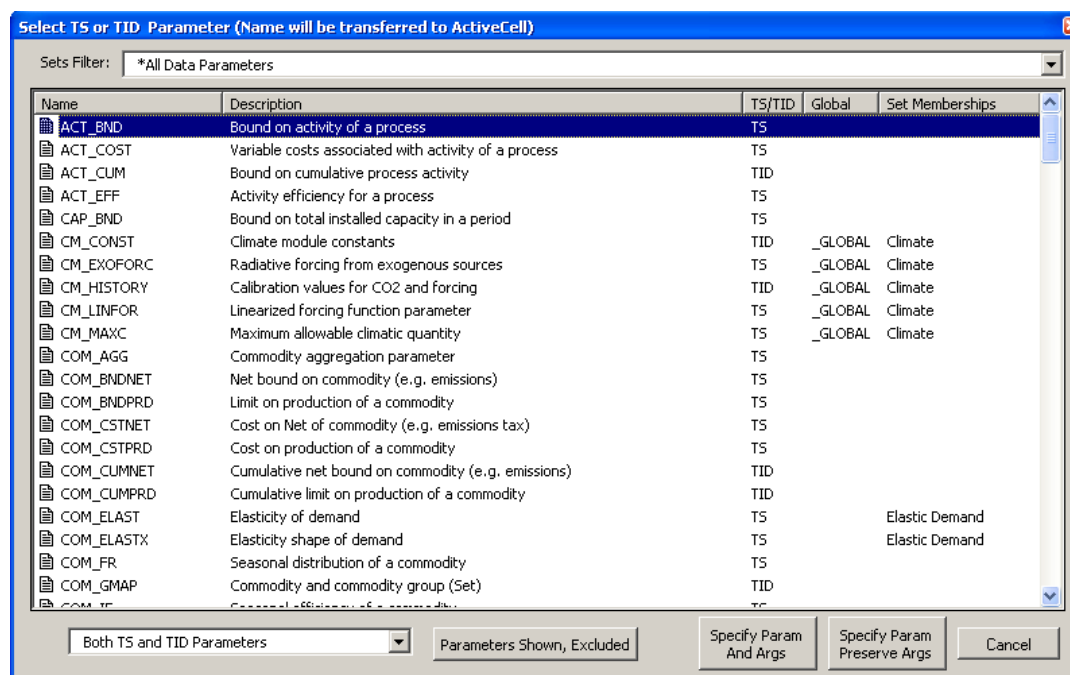 Select TS or TID Parameter (Name will be transferred to ActiveCell)
Sets Filter: *All Data Parameters
Name Description TS/TID Global Set Memberships
ACT_BND Bound on activity of a process TS
ACT_COST Variable costs associated with activity of a process TS
ACT_CUM Bound on cumulative process activity TID
ACT_EFF Activity efficiency for a process TS
CAP_BND Bound on total installed capacity in a period TS
CM_CONST Climate module constants TID _GLOBAL Climate
CM_EXOFORC Radiative forcing from exogenous sources TS _GLOBAL Climate
CM_HISTORY Calibration values for CO2 and forcing TID _GLOBAL Climate
CM_LINFOR Linearized forcing function parameter TS _GLOBAL Climate
CM_MAXC Maximum allowable climatic quantity TS _GLOBAL Climate
COM_AGG Commodity aggregation parameter TS
COM_BNDNET Net bound on commodity (e.g. emissions) TS
COM_BNDPRD Limit on production of a commodity TS
COM_CSTNET Cost on Net of commodity (e.g. emissions tax) TS
COM_CSTPRD Cost on production of a commodity TS
COM_CUMNET Cumulative net bound on commodity (e.g. emissions) TID
COM_CUMPRD Cumulative limit on production of a commodity TID
COM_ELAST Elasticity of demand TS Elastic Demand
COM_ELASTX Elasticity shape of demand TS Elastic Demand
COM_FR Seasonal distribution of a commodity TS
COM_GMAP Commodity and commodity group (Set) TID
Both TS and TID Parameters Parameters Shown, Excluded Specify Param And Args Specify Param Preserve Args Cancel